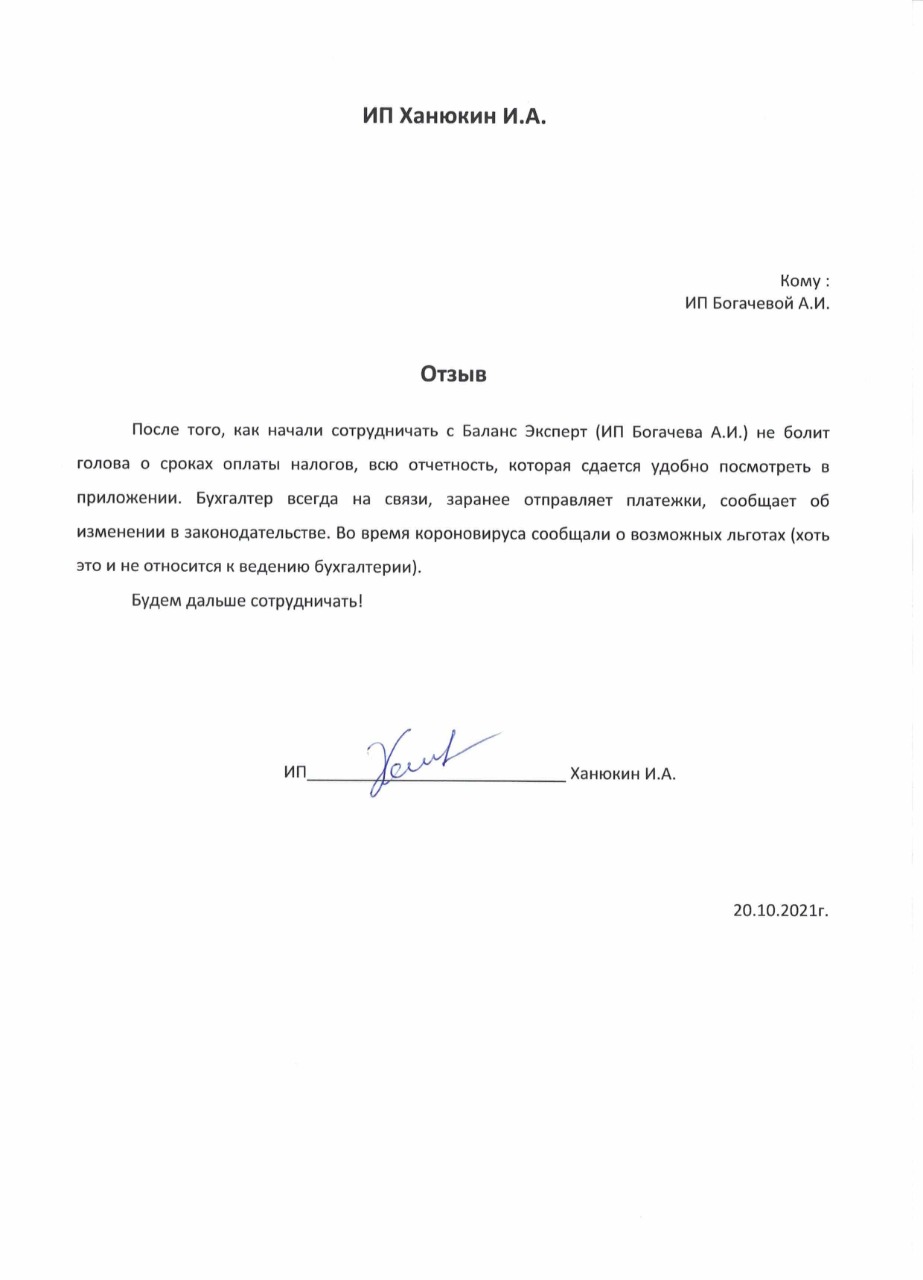 ИП Ханюкин И.А.
Кому :
ИП Богачевой А.И.
Отзыв
После того, как начали сотрудничать с Баланс Эксперт (ИП Богачева А.И.) не болит
голова о сроках оплаты налогов, всю отчетность, которая сдается удобно посмотреть в
приложении. Бухгалтер всегда на связи, заранее отправляет платежки, сообщает об
изменении в законодательстве. Во время короновируса сообщали о возможных льготах (хоть
это и не относится к ведению бухгалтерии).
Будем дальше сотрудничать!
ИП____________________________ Ханюкин И.А.
20.10.2021г.